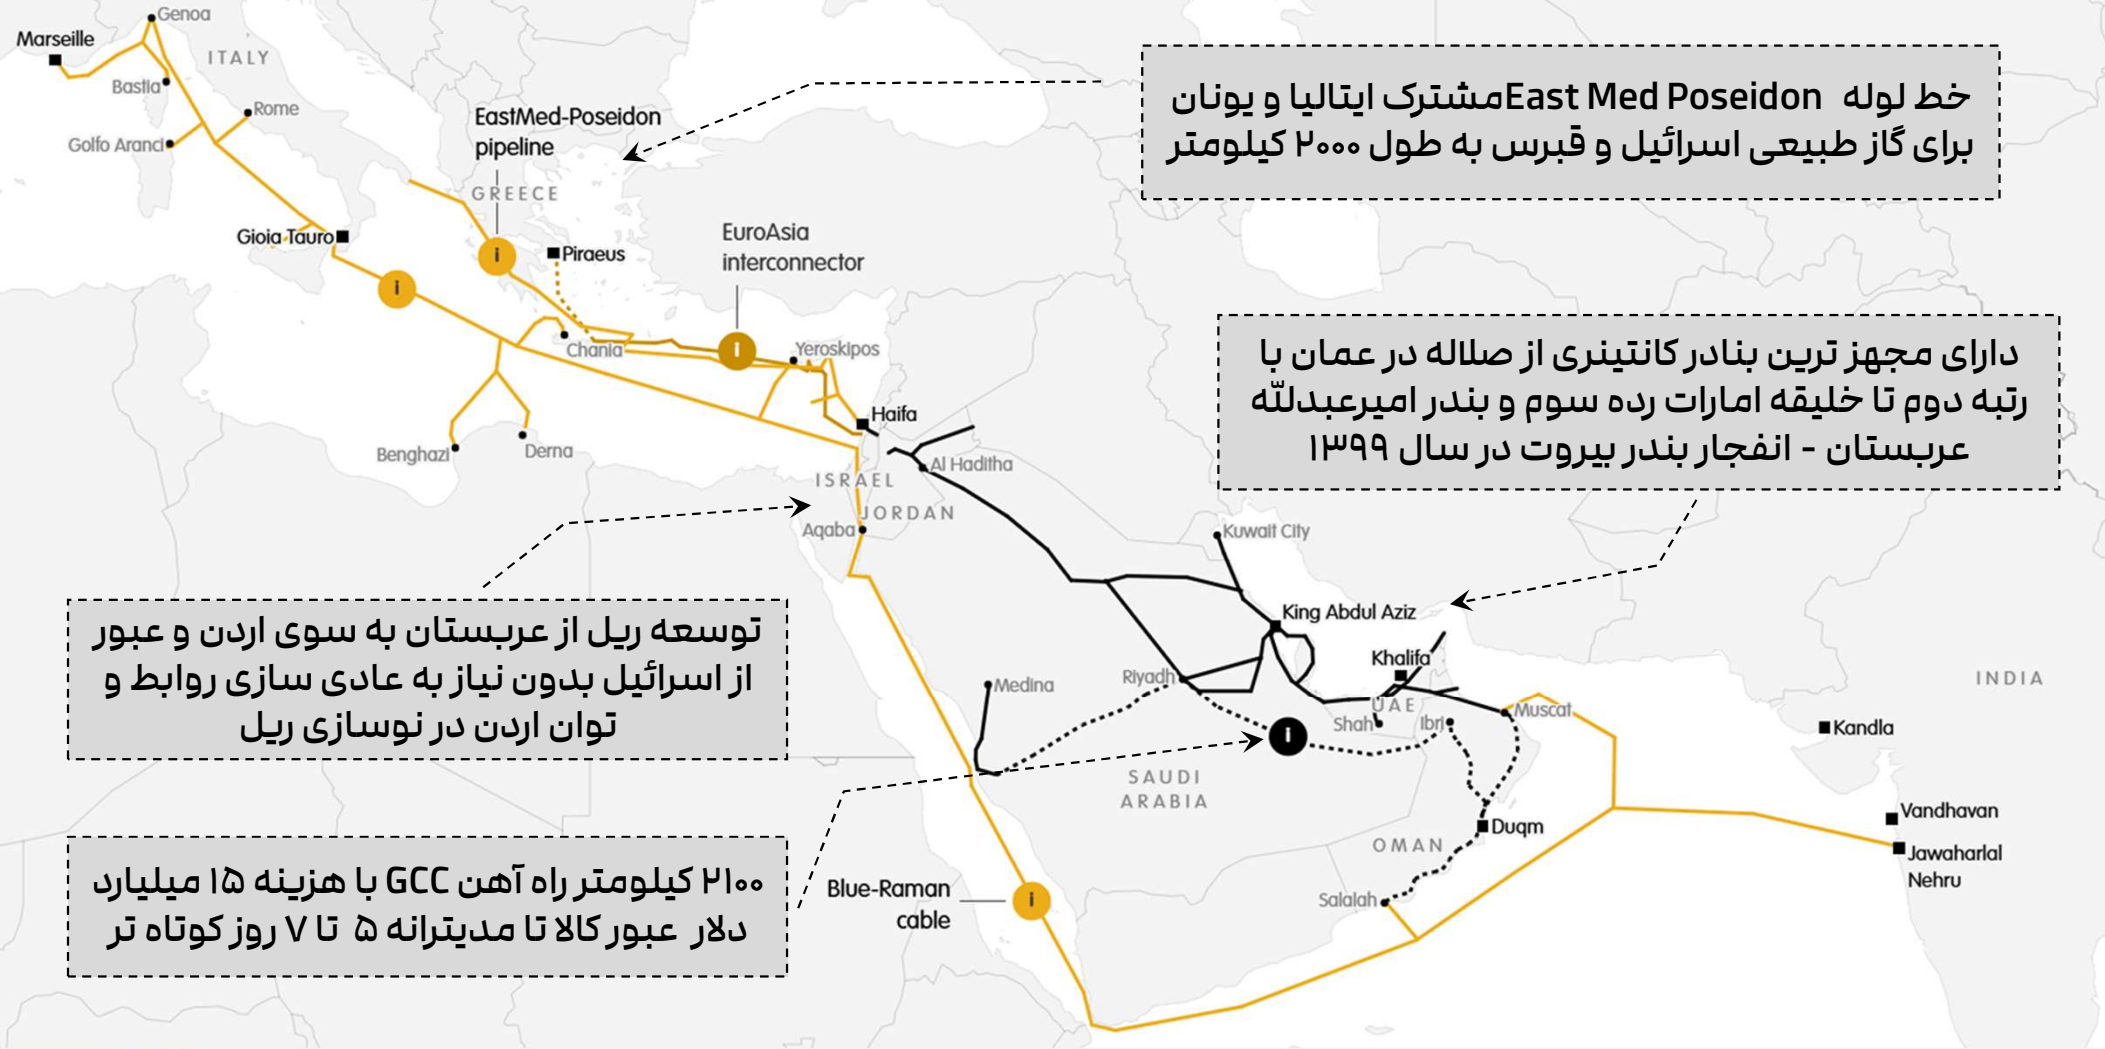 Genoa
Marseille
ITALY
Bastia
Rome
Golfo Aranci
EastMed-Poseidon
pipeline
GREECE
Gioia Tauro
i
i
Piraeus
EuroAsia
interconnector
i
Chania
Yeroskipos
Haifa
Benghazi
Derna
Al Haditha
ISRAEL
JORDAN
Aqaba
خط لوله East Med Poseidon مشترک ایتالیا و یونان
برای گاز طبیعی اسرائیل و قبرس به طول ۲۰۰۰ کیلومتر
دارای مجهز ترین بنادر کانتینری از صلاله در عمان با
رتبه دوم تا خلیقه امارات رده سوم و بندر امیرعبدلله
عربستان - انفجار بندر بیروت در سال ۱۳۹۹
Kuwait City
King Abdul Aziz
Khalifa
Riyadh
Medina
UAE
Shah
Ibri
Muscat
i
SAUDI
ARABIA
INDIA
Kandla
Vandhavan
Jawaharlal
Nehru
Duqm
OMAN
Salalah
توسعه ریل از عربستان به سوی اردن و عبور
از اسرائیل بدون نیاز به عادی سازی روابط و
توان اردن در نوسازی ریل
۲۱۰۰ کیلومتر راه آهن GCC با هزینه ۱۵ میلیارد
دلار عبور کالا تا مدیترانه ۵ تا ۷ روز کوتاه تر
Blue-Raman
cable
i